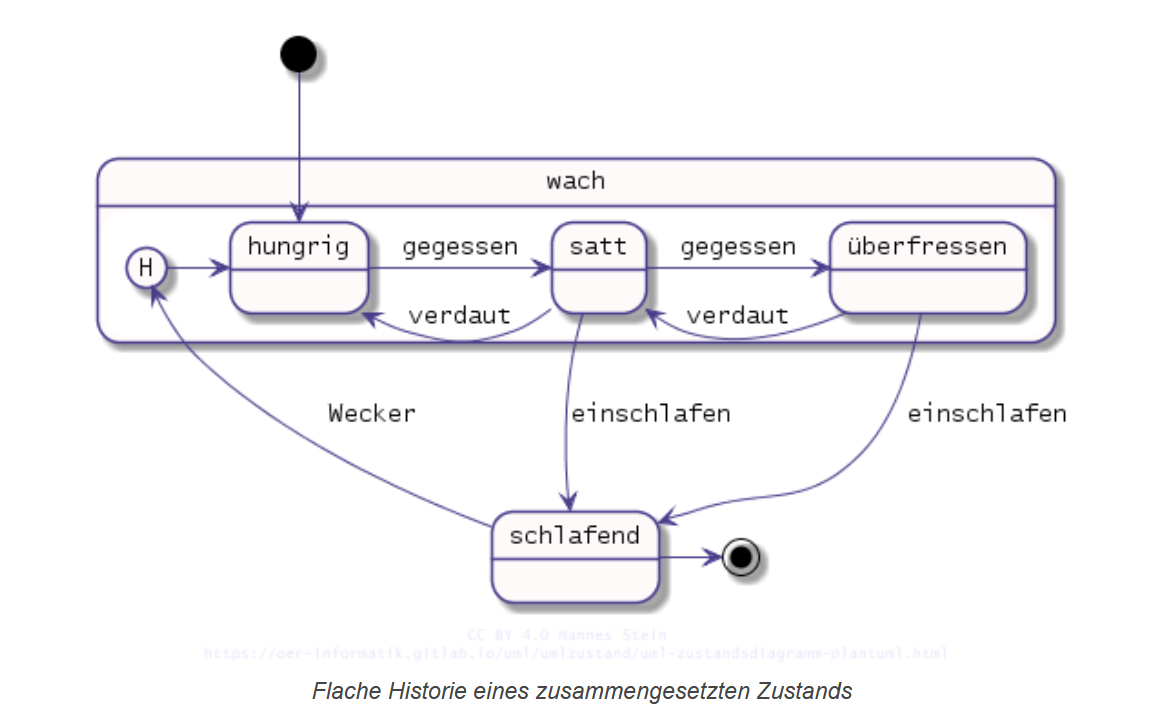 wach
hungrig
gegessen
satt
gegessen
überfressen
H
verdaut
verdaut
Wecker
einschlafen
einschlafen
schlafend
CC BY 4.0 Hannes Stein
https://oer-informatik.gitlab.io/uml/umlzustand/uml-zustandsdiagramm-plantuml.html
Flache Historie eines zusammengesetzten Zustands